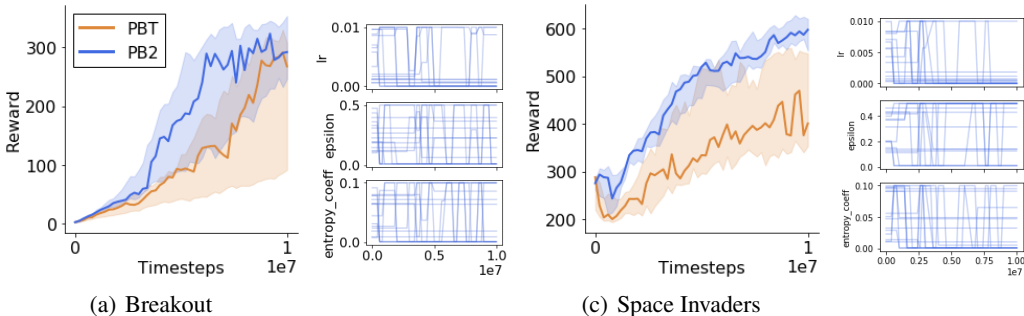 PBT
PB2
Reward
300
200
100
0
0
1
Timesteps
1e7
lr
0.01
0.00
epsilon
0.5
0.0
entropy_coeff
0.1
0.0
0.0
0.5
1.0
1e7
(a) Breakout
Reward
600
500
400
300
200
0
1
Timesteps
1e7
lr
0.010
0.005
0.000
epsilon
0.4
0.2
0.0
entropy_coeff
0.10
0.05
0.00
0.0
0.25
0.5
0.75
1.0
1e7
(c) Space Invaders